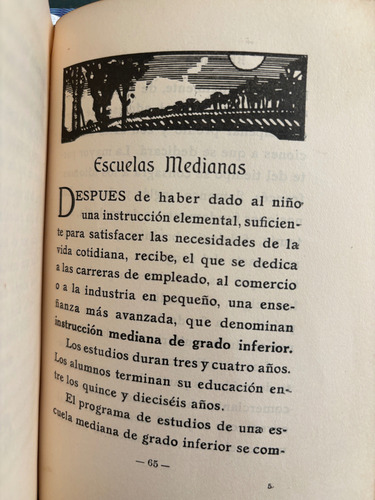 Escuelas Medianas
DESPUES de haber dado al niño
una instrucción elemental, suficien-
te para satisfacer las necesidades de la
vida cotidiana, recibe, el que se dedica
a las carreras de empleado, al comercio
o a la industria en pequeño, una ense-
ñanza más avanzada, que denominan
instrucción mediana de grado inferior.
Los estudios duran tres y cuatro años.
Los alumnos terminan su educación en-
tre los quince y dieciséis años.
El programa de estudios de una es-
cuela mediana de grado inferior se com-
— 65 —
5.